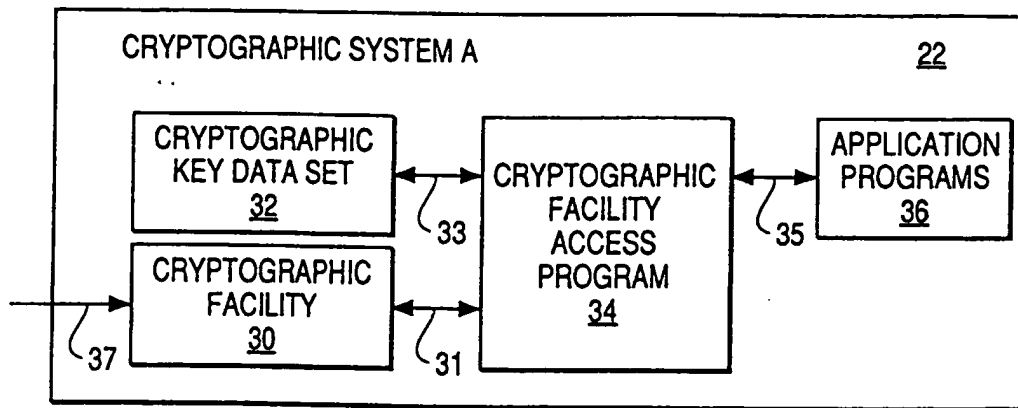 CRYPTOGRAPHIC SYSTEM A
22
CRYPTOGRAPHIC
KEY DATA SET
32
33
CRYPTOGRAPHIC
FACILITY
30
37
31
CRYPTOGRAPHIC
FACILITY
ACCESS
PROGRAM
34
35
APPLICATION
PROGRAMS
36